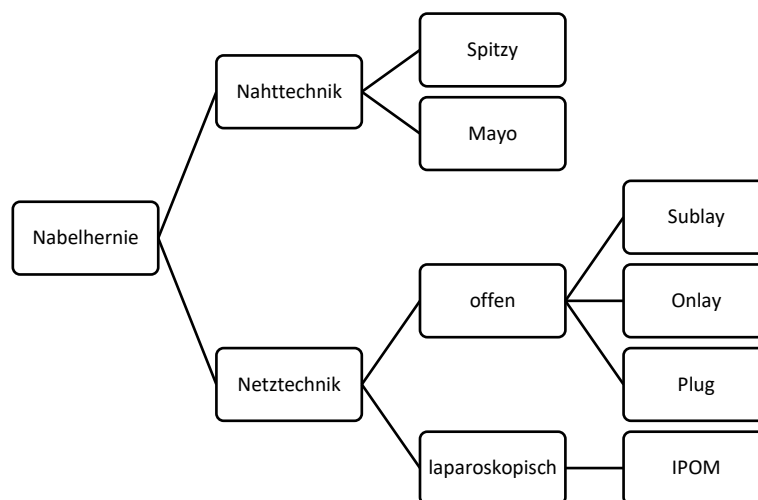 Nabelhernie
Nahttechnik
Spitzy
Mayo
Netztechnik
offen
Sublay
Onlay
Plug
laparoskopisch
IPOM